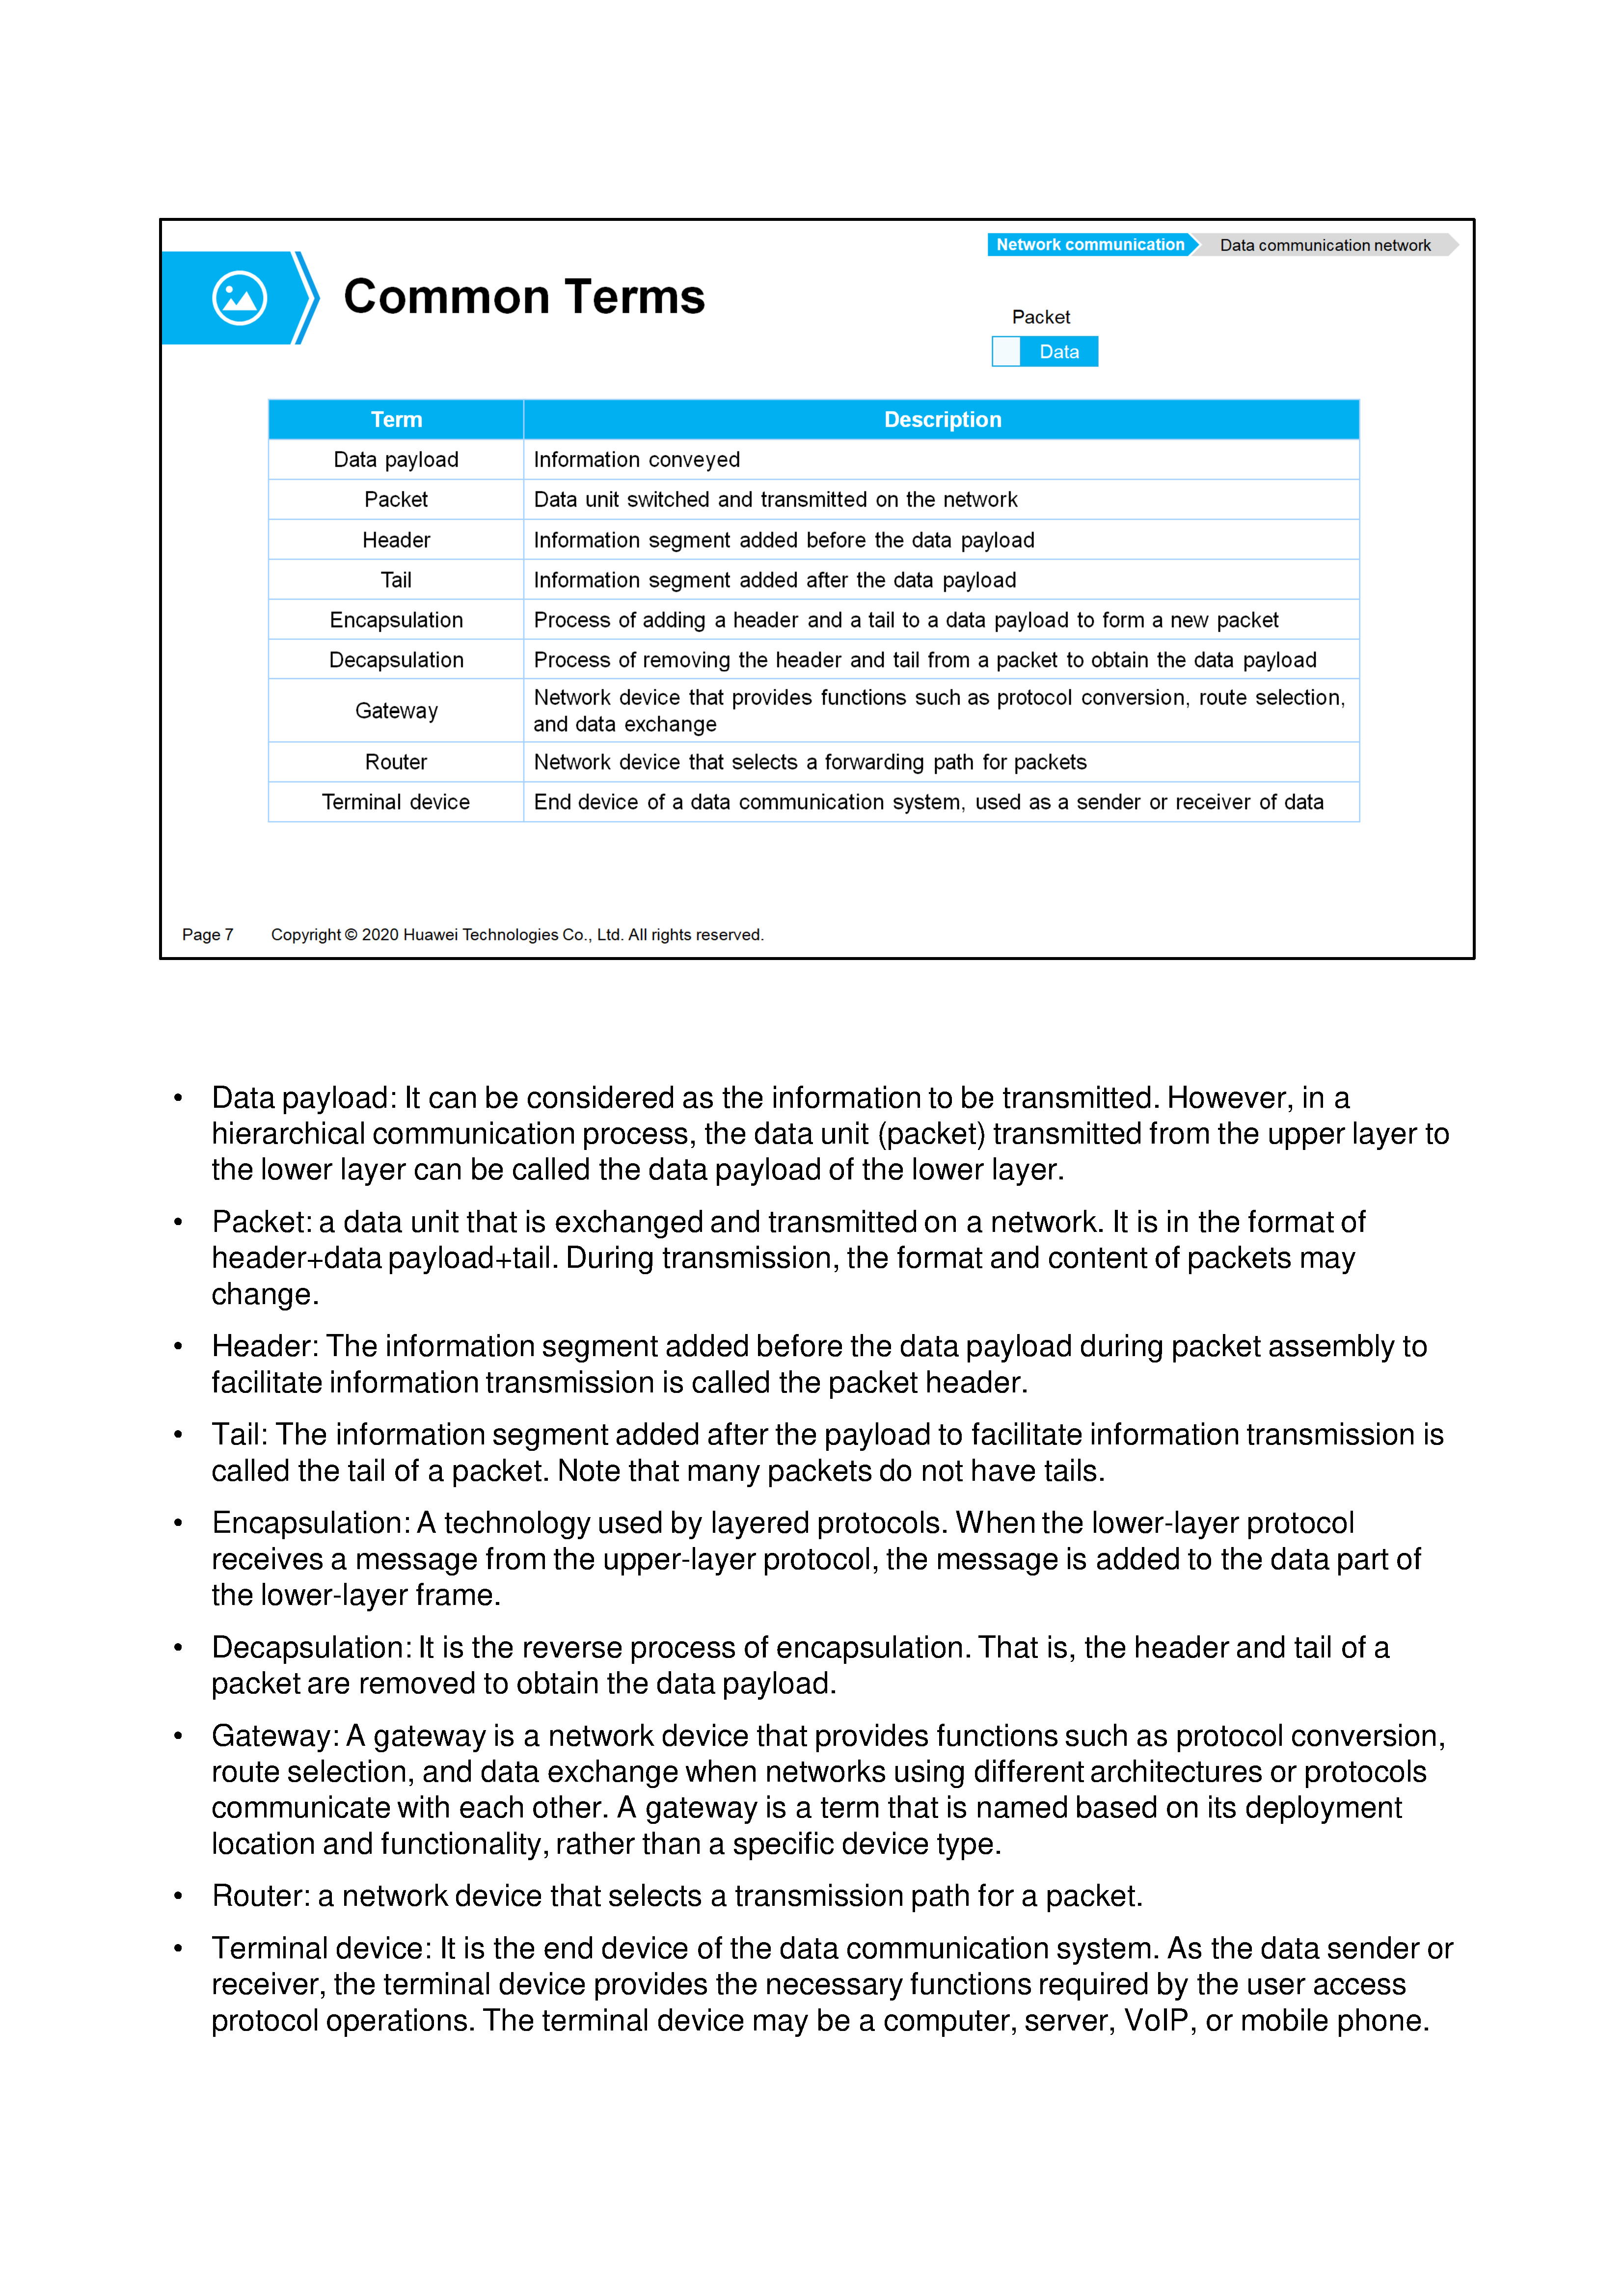 Network communication
Data communication network
Common Terms
Packet
Data
Term Description
Data payload Information conveyed
Packet Data unit switched and transmitted on the network
Header Information segment added before the data payload
Tail Information segment added after the data payload
Encapsulation Process of adding a header and a tail to a data payload to form a new packet
Decapsulation Process of removing the header and tail from a packet to obtain the data payload
Gateway Network device that provides functions such as protocol conversion, route selection,
and data exchange
Router Network device that selects a forwarding path for packets
Terminal device End device of a data communication system, used as a sender or receiver of data
Page 7 Copyright © 2020 Huawei Technologies Co., Ltd. All rights reserved.
• Data payload: It can be considered as the information to be transmitted. However, in a
hierarchical communication process, the data unit (packet) transmitted from the upper layer to
the lower layer can be called the data payload of the lower layer.
• Packet: a data unit that is exchanged and transmitted on a network. It is in the format of
header+data payload+tail. During transmission, the format and content of packets may
change.
• Header: The information segment added before the data payload during packet assembly to
facilitate information transmission is called the packet header.
• Tail: The information segment added after the payload to facilitate information transmission is
called the tail of a packet. Note that many packets do not have tails.
• Encapsulation: A technology used by layered protocols. When the lower-layer protocol
receives a message from the upper-layer protocol, the message is added to the data part of
the lower-layer frame.
• Decapsulation: It is the reverse process of encapsulation. That is, the header and tail of a
packet are removed to obtain the data payload.
• Gateway: A gateway is a network device that provides functions such as protocol conversion,
route selection, and data exchange when networks using different architectures or protocols
communicate with each other. A gateway is a term that is named based on its deployment
location and functionality, rather than a specific device type.
• Router: a network device that selects a transmission path for a packet.
• Terminal device: It is the end device of the data communication system. As the data sender or
receiver, the terminal device provides the necessary functions required by the user access
protocol operations. The terminal device may be a computer, server, VoIP, or mobile phone.